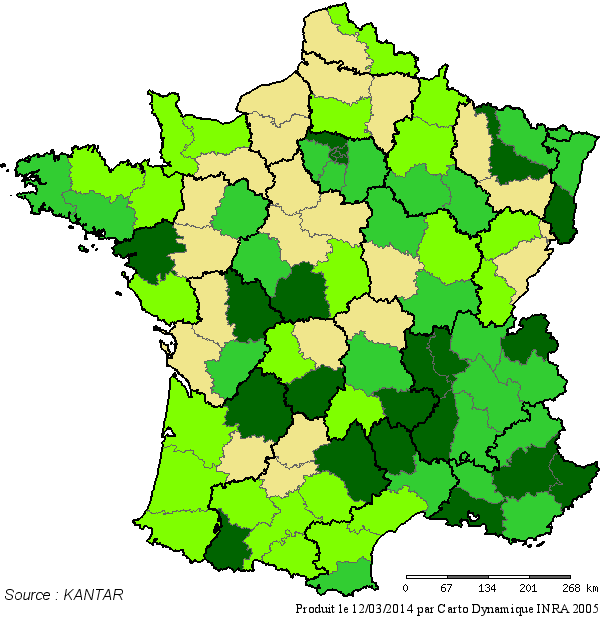 0 67 134 201 268 km
Source : KANTAR
Produit le 12/03/2014 par Carto Dynamique INRA 2005